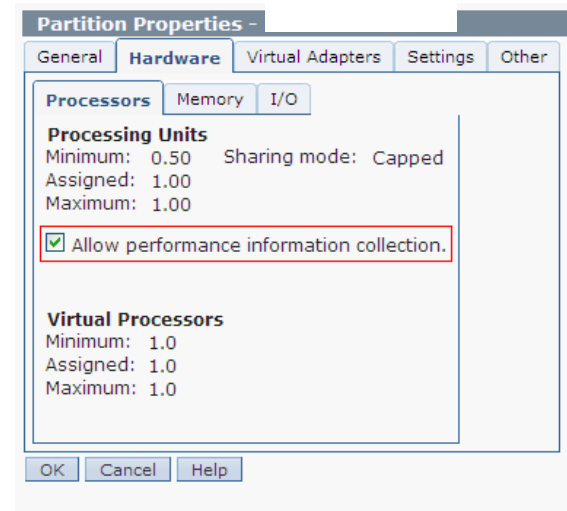 Partition Properties -
General Hardware Virtual Adapters Settings Other
Processors Memory I/O
Processing Units
Minimum: 0.50 Sharing mode: Capped
Assigned: 1.00
Maximum: 1.00
Allow performance information collection.
Virtual Processors
Minimum: 1.0
Assigned: 1.0
Maximum: 1.0
OK Cancel Help